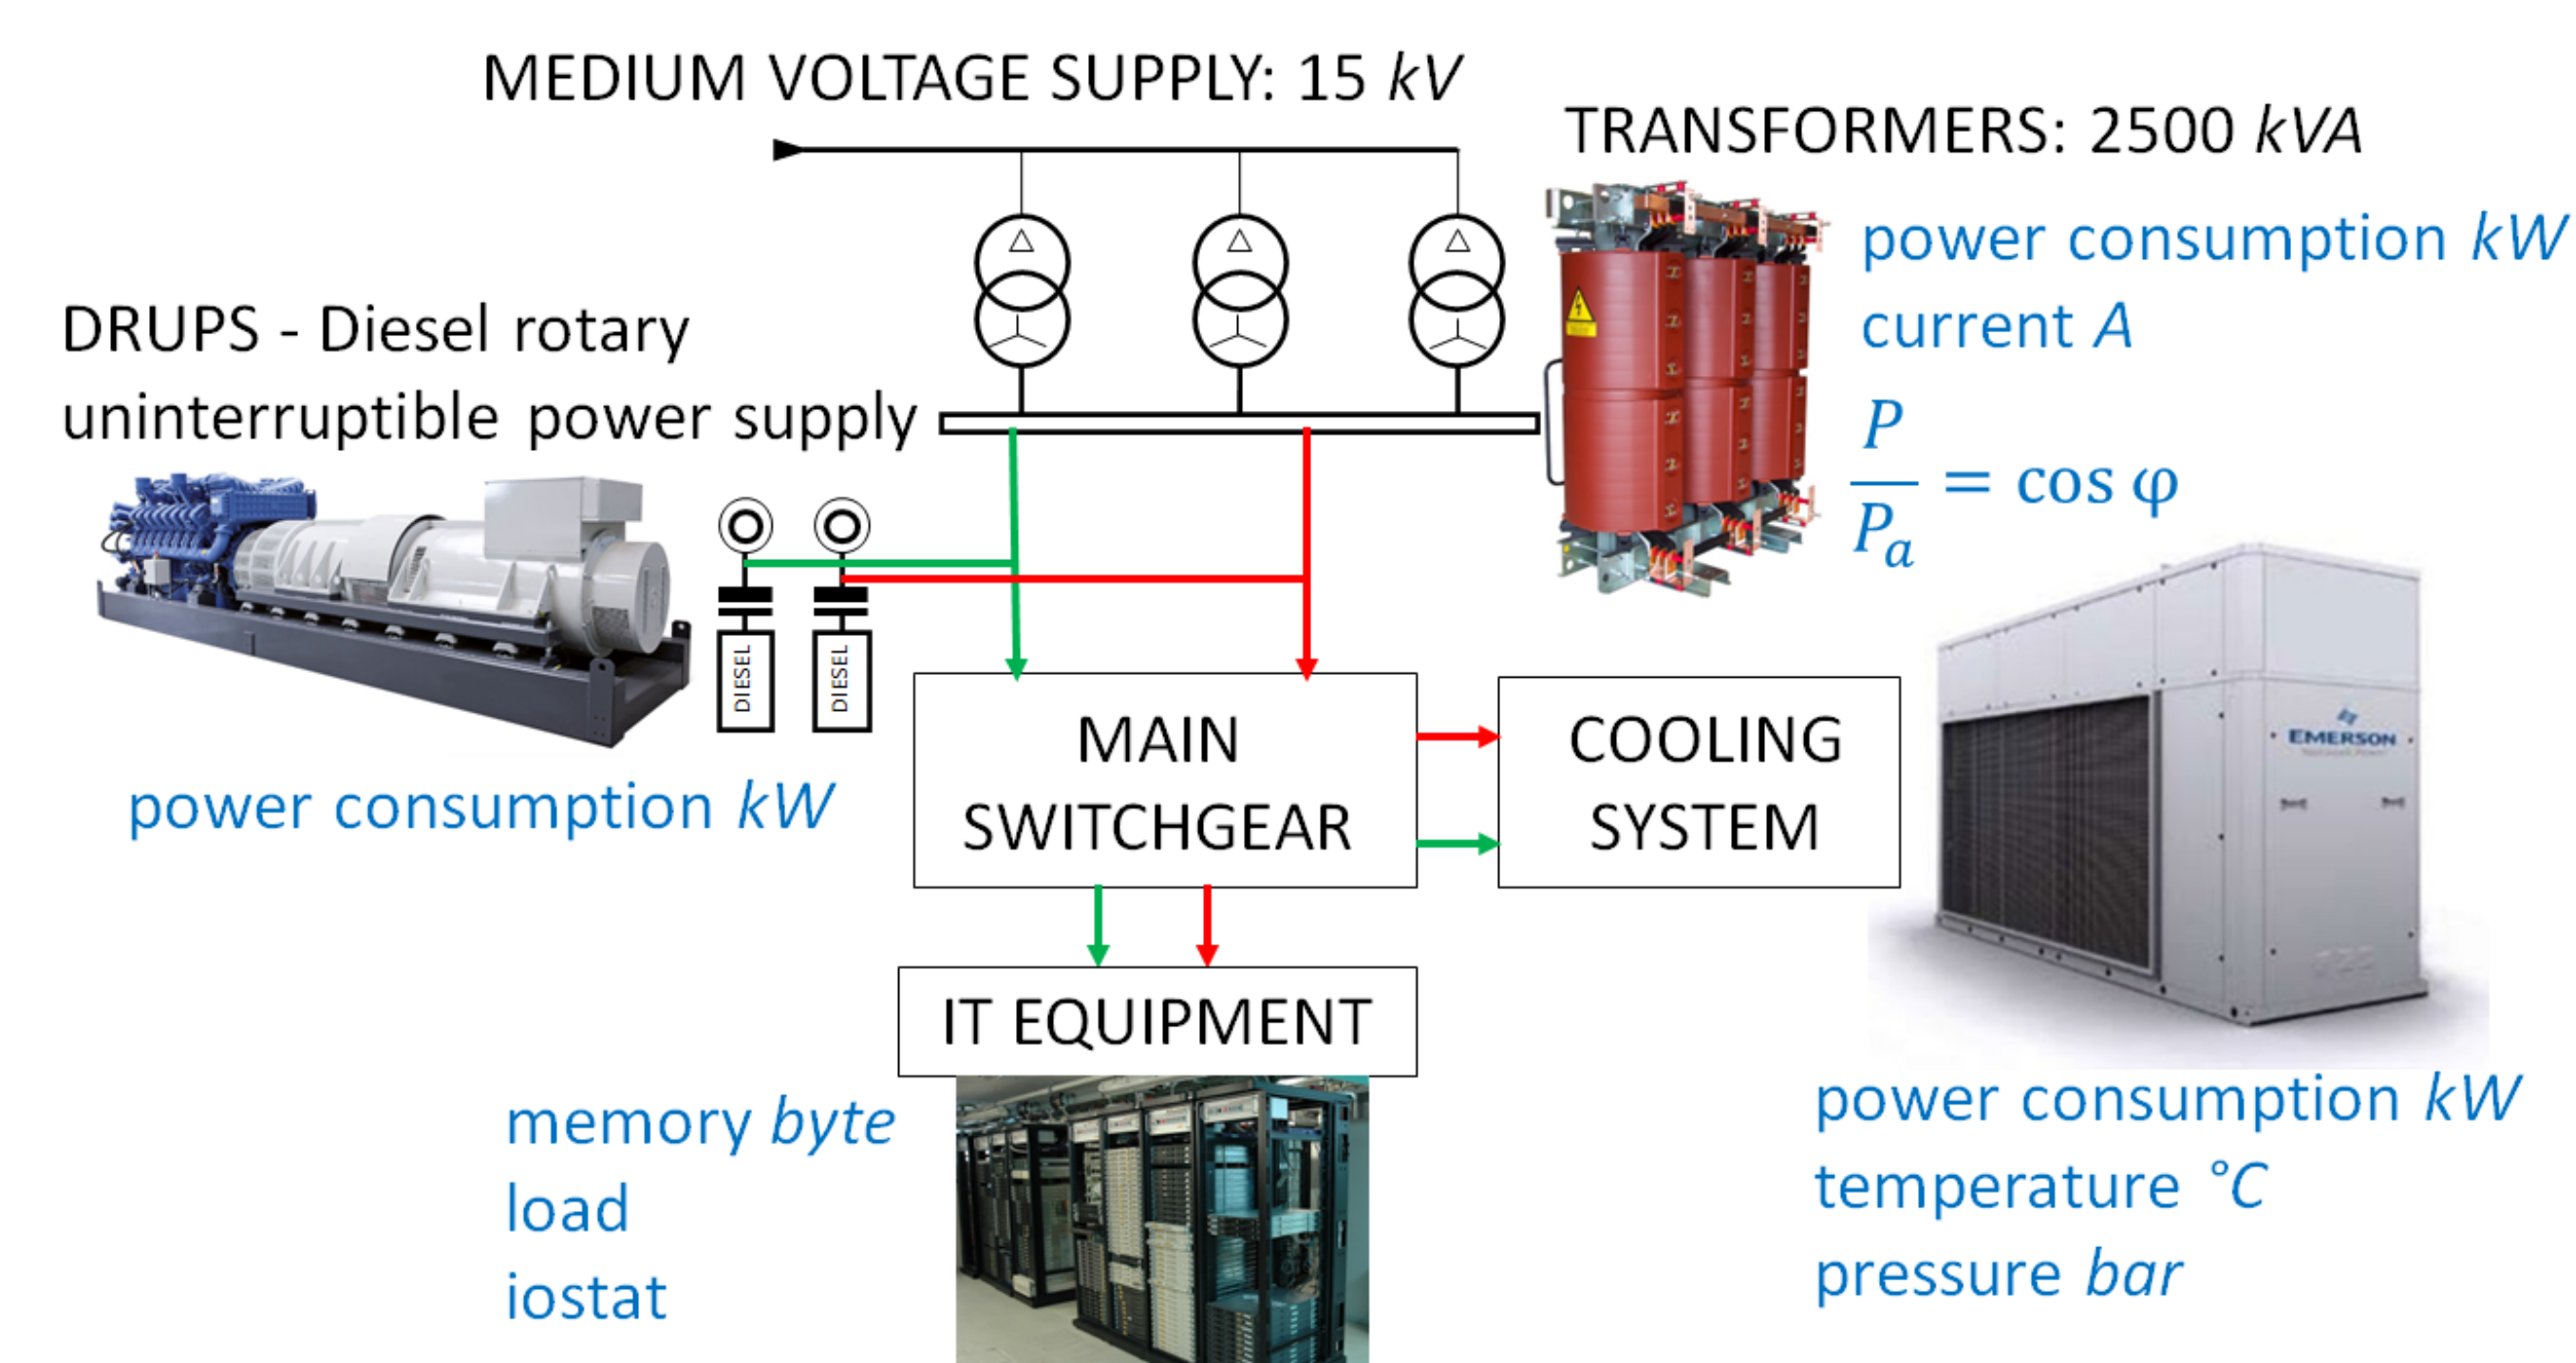 MEDIUM VOLTAGE SUPPLY: 15 kV
TRANSFORMERS: 2500 kVA
power consumption kW
current A
P
Pa
= cos φ
DRUPS - Diesel rotary
uninterruptible power supply
DIESEL
DIESEL
power consumption kW
MAIN
SWITCHGEAR
COOLING
SYSTEM
EMERSON
IT EQUIPMENT
memory byte
load
iostat
power consumption kW
temperature °C
pressure bar